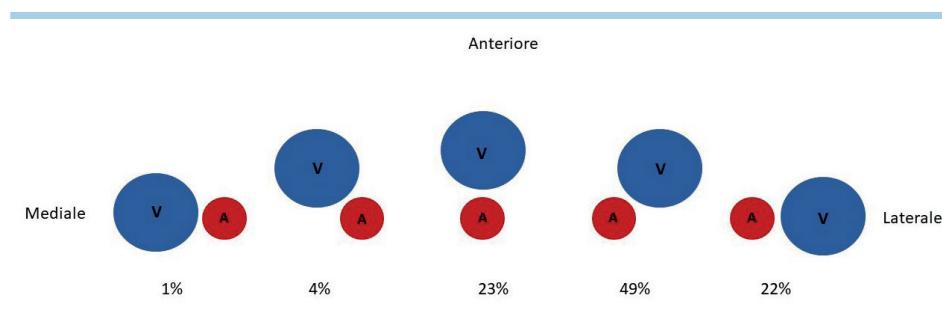 Anteriore
V
V
V
V
V
A
A
A
A
A
Mediale
Laterale
1%
4%
23%
49%
22%